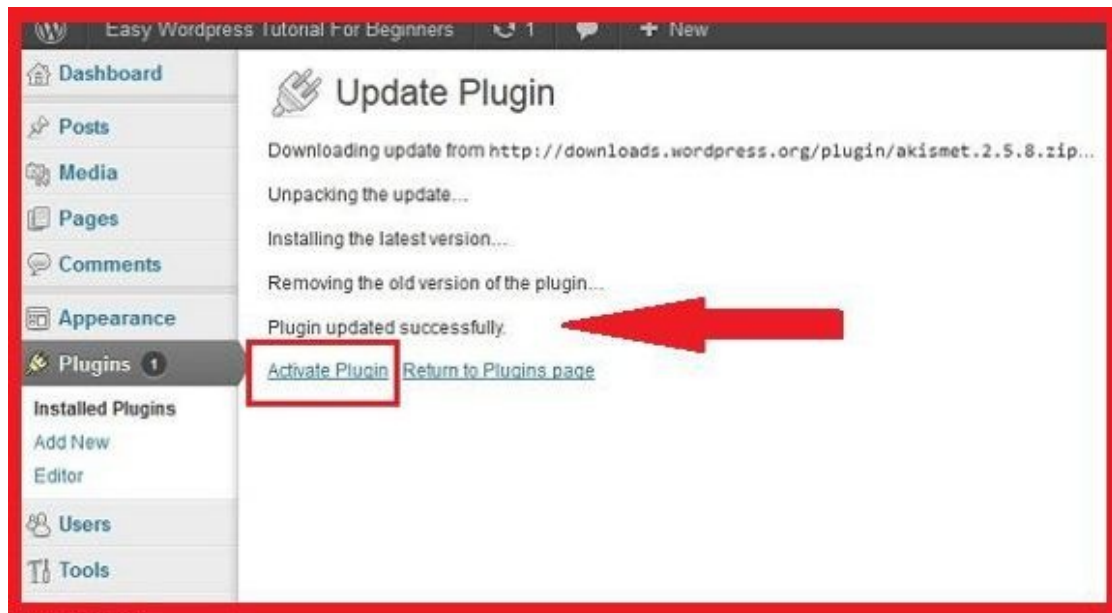 Easy Wordpress Tutorial For Beginners 1 + New
Dashboard
Posts
Media
Pages
Comments
Appearance
Plugins 1
Installed Plugins
Add New
Editor
Users
Tools
Update Plugin
Downloading update from http://downloads.wordpress.org/plugin/akismet.2.5.8.zip...
Unpacking the update...
Installing the latest version...
Removing the old version of the plugin...
Plugin updated successfully.
Activate Plugin Return to Plugins page